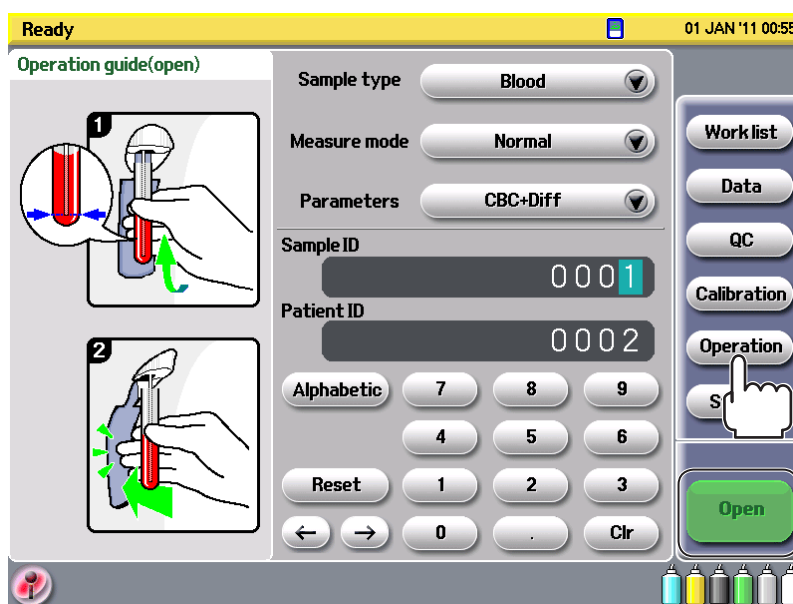 Ready
01 JAN '11 00:55
Operation guide(open)
1
2
Sample type
Blood
Measure mode
Normal
Parameters
CBC+Diff
Sample ID
0001
Patient ID
0002
Alphabetic
7
8
9
4
5
6
Reset
1
2
3
←
→
0
.
Clr
Work list
Data
QC
Calibration
Operation
S
Open